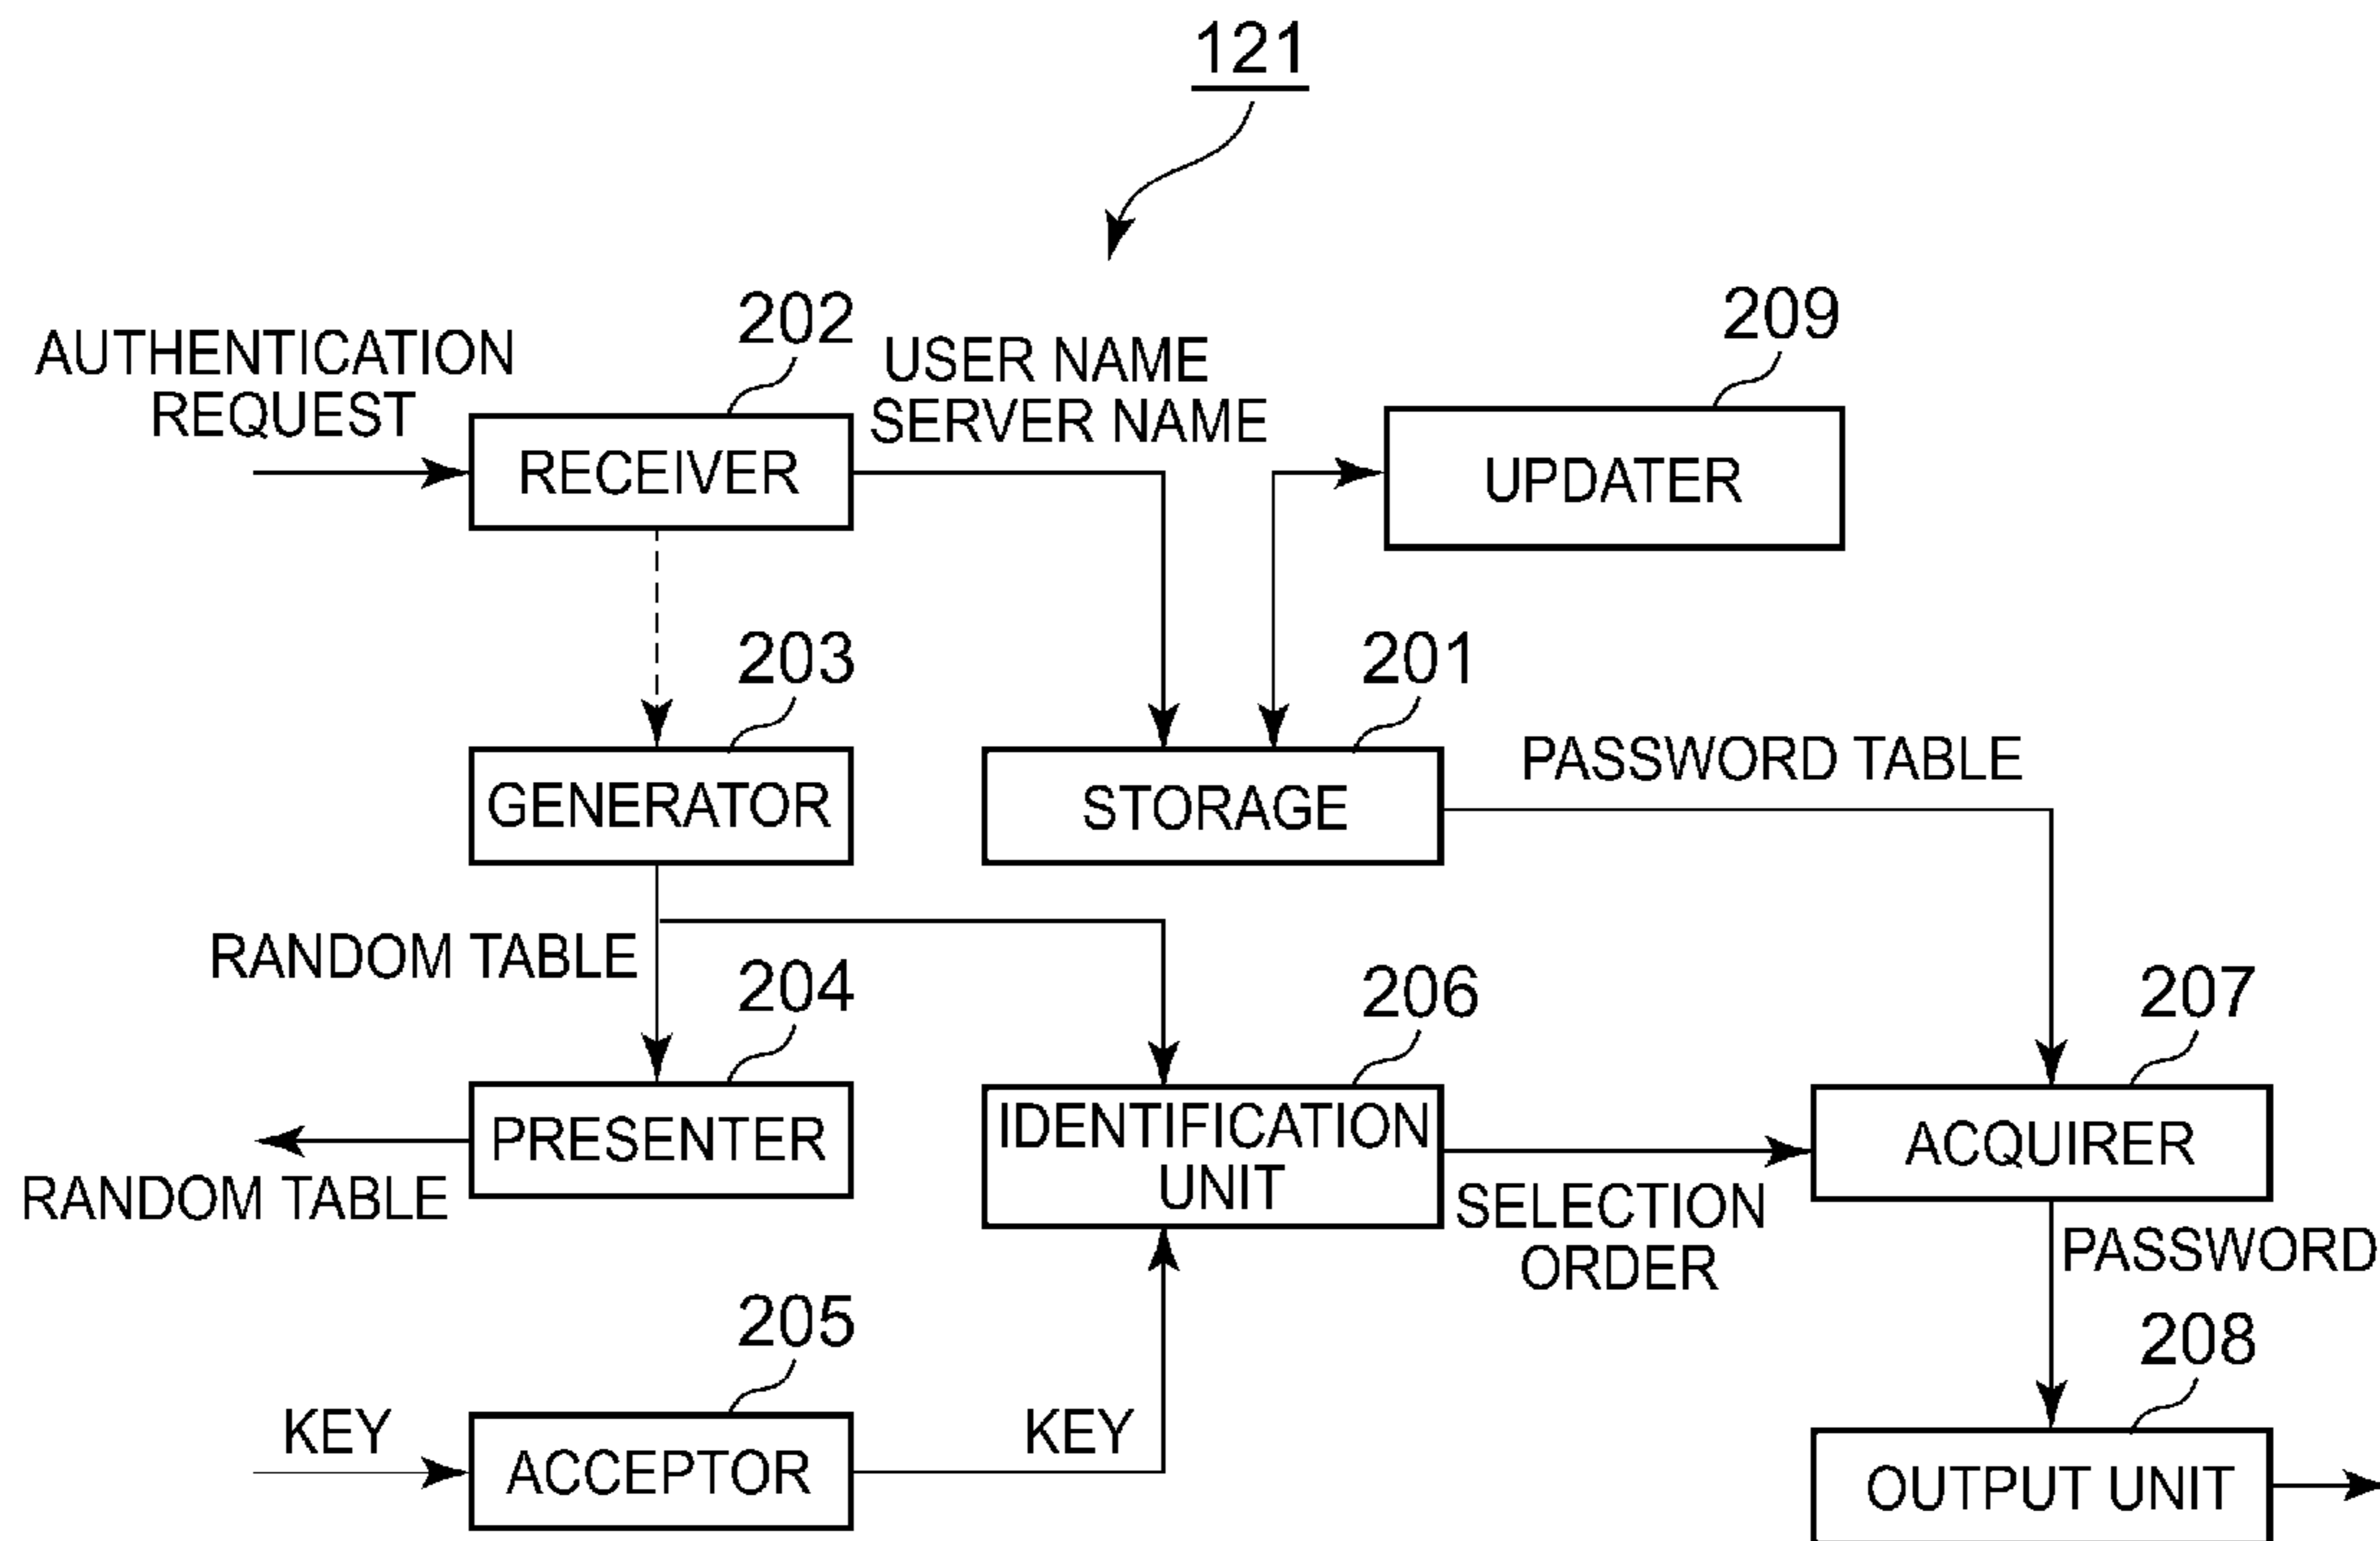 121
202
209
AUTHENTICATION
REQUEST
USER NAME
SERVER NAME
RECEIVER
UPDATER
203
201
GENERATOR
STORAGE
PASSWORD TABLE
RANDOM TABLE
204
206
207
PRESENTER
IDENTIFICATION
UNIT
ACQUIRER
RANDOM TABLE
SELECTION
ORDER
PASSWORD
205
208
KEY
ACCEPTOR
KEY
OUTPUT UNIT